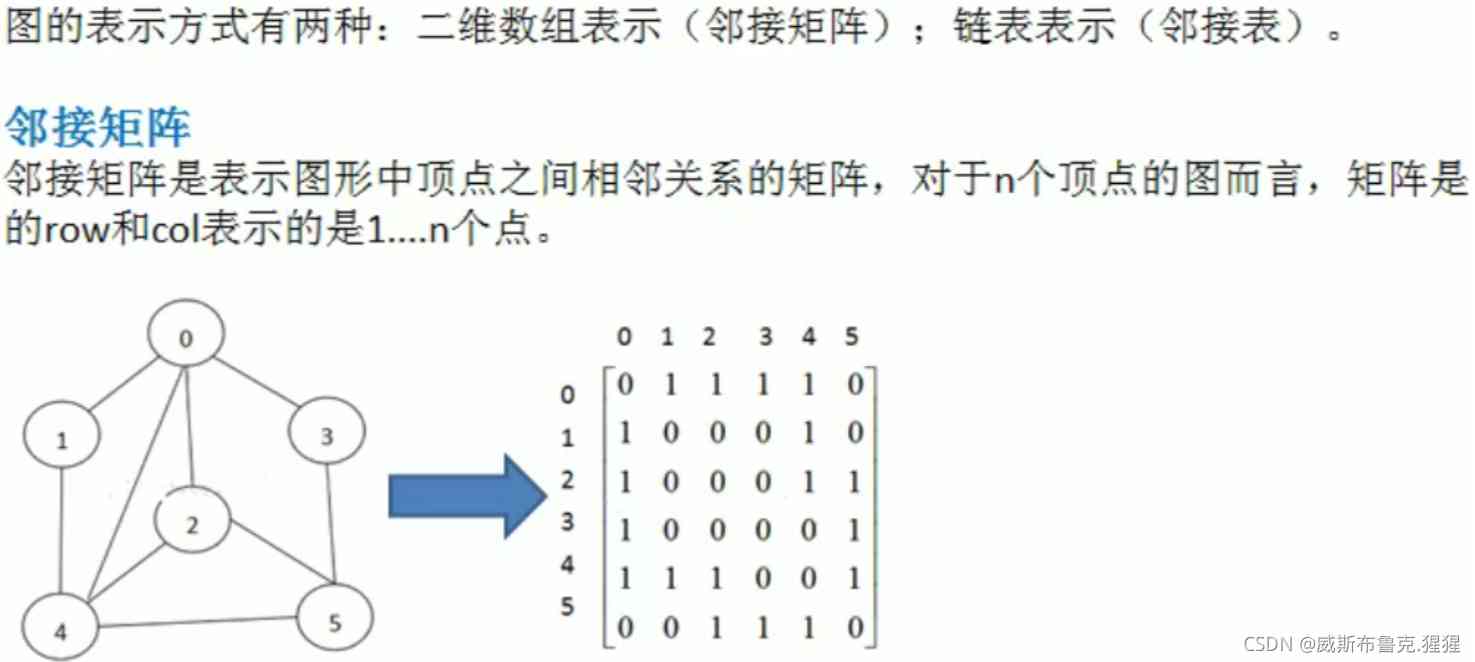 图的表示方式有两种：二维数组表示（邻接矩阵）；链表表示（邻接表）。
邻接矩阵
邻接矩阵是表示图形中顶点之间相邻关系的矩阵，对于n个顶点的图而言，矩阵是
的row和col表示的是1....n个点。
0
1
3
2
4
5
0 1 2 3 4 5
0 0 1 1 1 1 0
1 1 0 0 0 1 0
2 1 0 0 0 1 1
3 1 0 0 0 0 1
4 1 1 1 0 0 1
5 0 0 1 1 1 0
CSDN @威斯布鲁克.猩猩